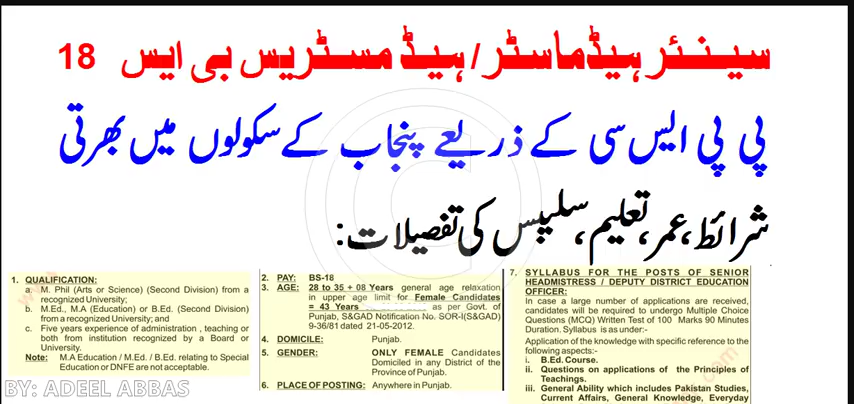 سینئر ہیڈ ماسٹر / ہیڈ مسٹریس بی ایس 18
پی پی ایس سی کے ذریعے پنجاب کے سکولوں میں بھرتی
شرائط، عمر، تعلیم، سلیبس کی تفصیلات:
1. QUALIFICATION:
a. M. Phil (Arts or Science) (Second Division) from a
recognized University;
b. M.Ed., M.A (Education) or B.Ed. (Second Division)
from a recognized University; and
c. Five years experience of administration , teaching or
both from institution recognized by a Board or
University.
Note: M.A Education / M.Ed. / B.Ed. relating to Special
Education or DNFE are not acceptable.
BY: ADEEL ABBAS
2. PAY: BS-18
3. AGE: 28 to 35 + 08 Years general age relaxation
in upper age limit for Female Candidates
= 43 Years as per Govt. of
Punjab, S&GAD Notification No. SOR-I(S&GAD)
9-36/81 dated 21-05-2012.
4. DOMICILE: Punjab.
5. GENDER: ONLY FEMALE Candidates
Domiciled in any District of the
Province of Punjab.
6. PLACE OF POSTING: Anywhere in Punjab.
7. SYLLABUS FOR THE POSTS OF SENIOR
HEADMISTRESS / DEPUTY DISTRICT EDUCATION
OFFICER:
In case a large number of applications are received,
candidates will be required to undergo Multiple Choice
Questions (MCQ) Written Test of 100 Marks 90 Minutes
Duration. Syllabus is as under:-
Application of the knowledge with specific reference to the
following aspects:-
i. B.Ed. Course.
ii. Questions on applications of the Principles of
Teachings.
iii. General Ability which includes Pakistan Studies,
Current Affairs, General Knowledge, Everyday